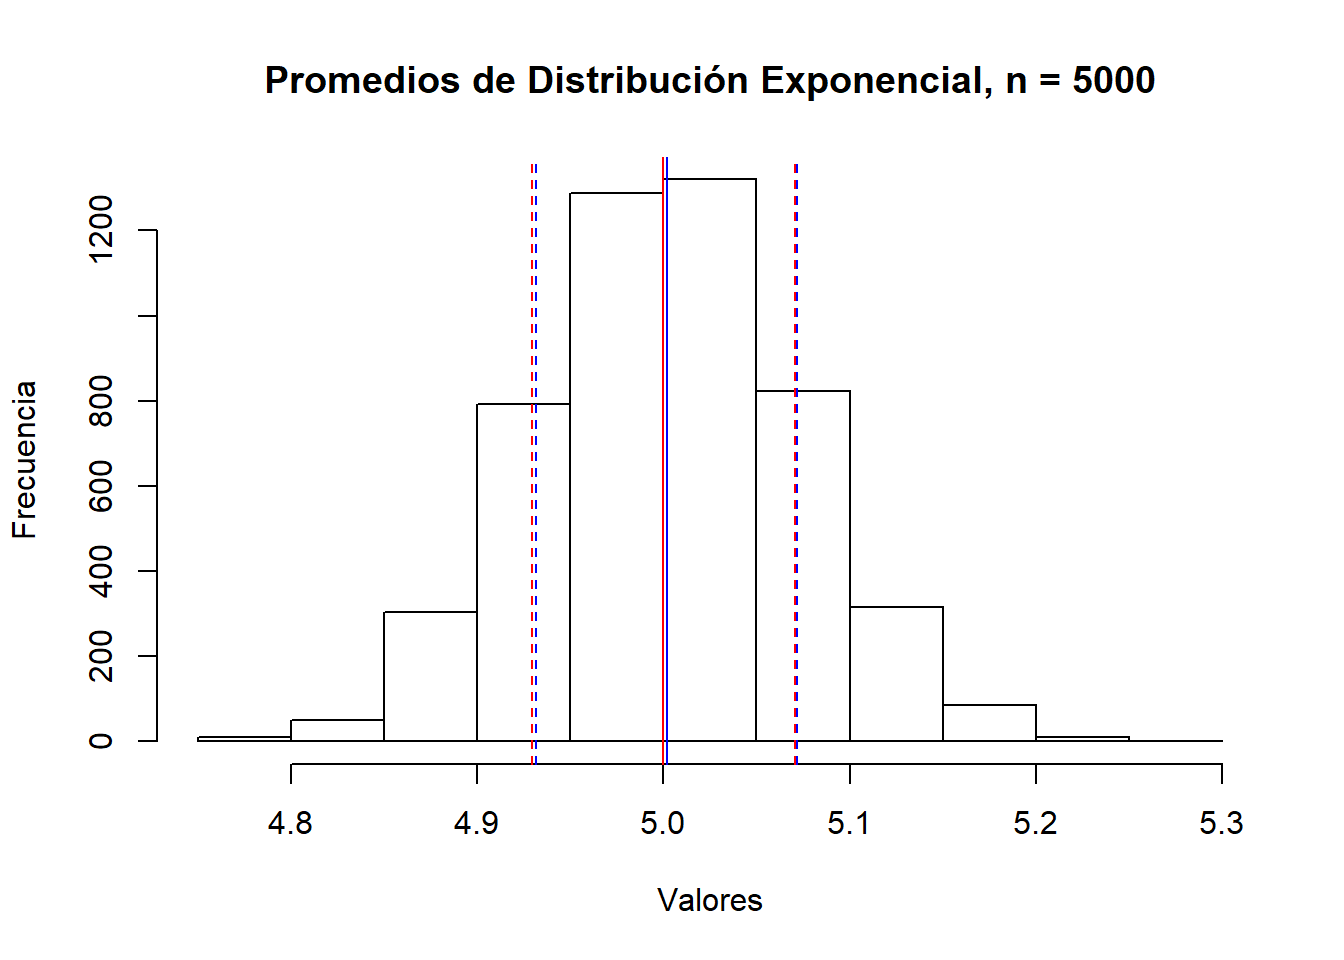 Promedios de Distribución Exponencial, n = 5000
Frecuencia
1200
800
600
400
200
0
4.8 4.9 5.0 5.1 5.2 5.3
Valores